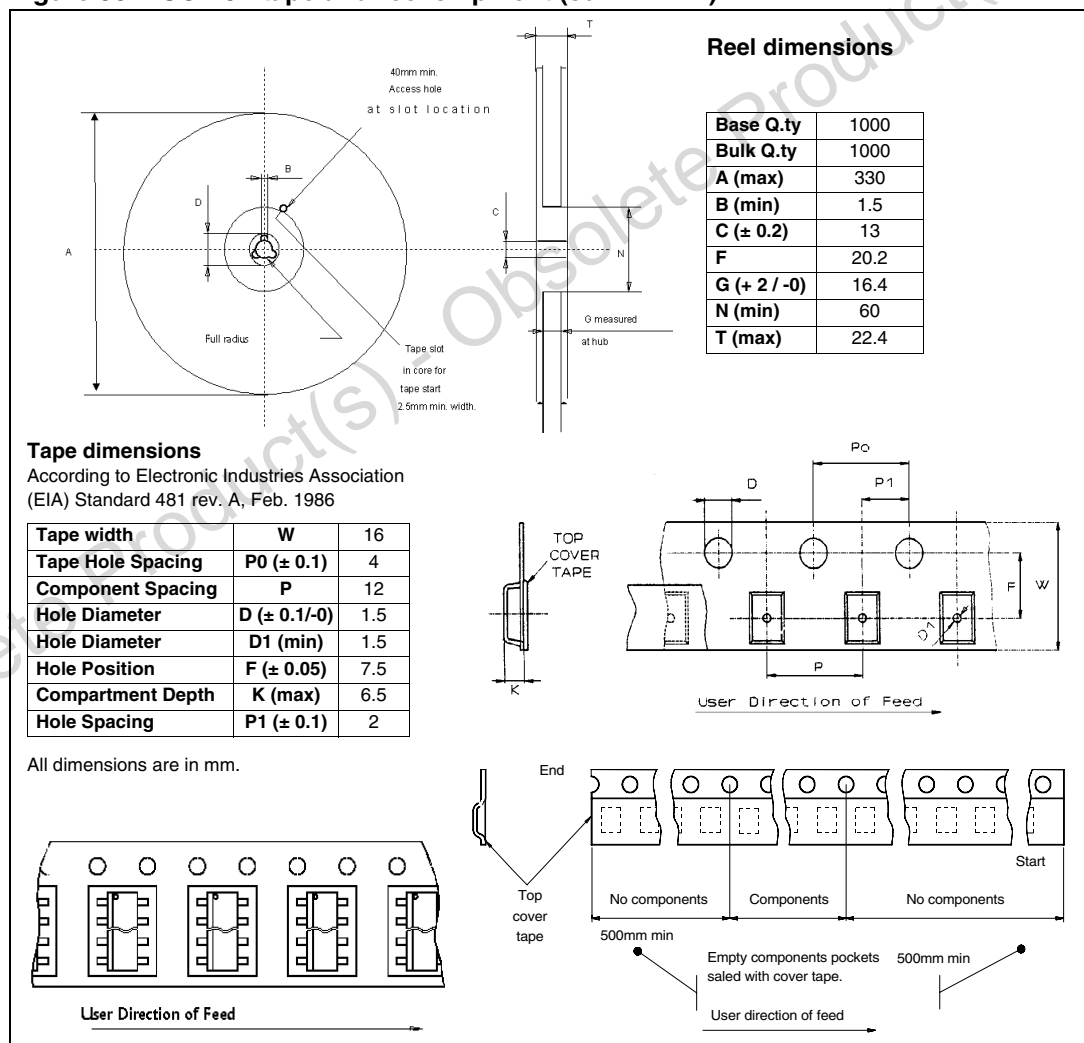 Reel dimensions
Base Q.ty 1000
Bulk Q.ty 1000
A (max) 330
B (min) 1.5
C (± 0.2) 13
F 20.2
G (+ 2 / -0) 16.4
N (min) 60
T (max) 22.4
T
40mm min.
Access hole
at slot location
B
D
C
A
N
G measured
at hub
Full radius
Tape slot
in core for
tape start
2.5mm min. width.
Tape dimensions
According to Electronic Industries Association
(EIA) Standard 481 rev. A, Feb. 1986
Tape width W 16
Tape Hole Spacing P0 (± 0.1) 4
Component Spacing P 12
Hole Diameter D (± 0.1/-0) 1.5
Hole Diameter D1 (min) 1.5
Hole Position F (± 0.05) 7.5
Compartment Depth K (max) 6.5
Hole Spacing P1 (± 0.1) 2
All dimensions are in mm.
Po
D
P1
TOP
COVER
TAPE
F
W
D1
K
P
User Direction of Feed
End
Start
Top
cover
tape
No components
Components
No components
500mm min
Empty components pockets
saled with cover tape.
500mm min
User direction of feed
User Direction of Feed
Obsolete Product(s) - Obsolete Product(